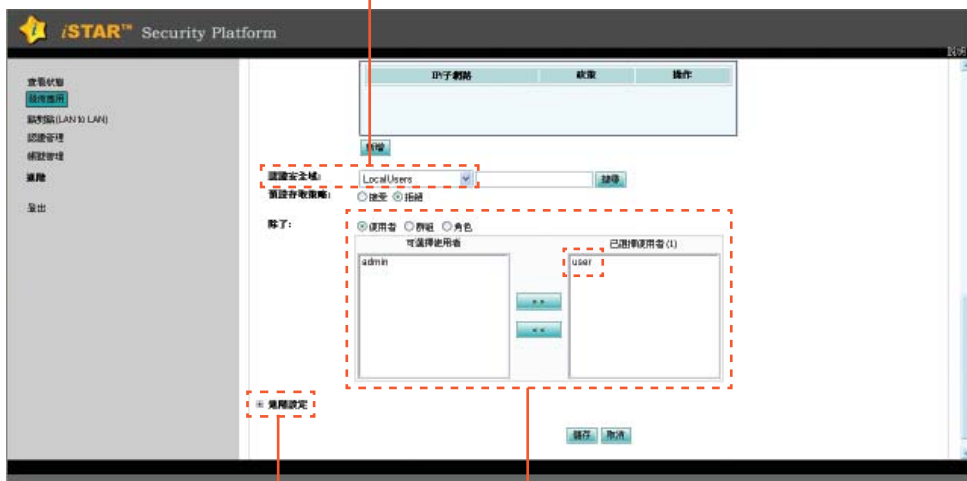 iSTAR™ Security Platform
說明
查看狀態
點對點(LAN to LAN)
認證管理
帳號管理
進階
登出
IP/子網路 政策 操作
新增
認證安全域: LocalUsers 搜尋
預設存取策略: 接受 拒絕
除了: 使用者 群組 角色
可選擇使用者 已選擇使用者(1)
admin user
>> <<
進階設定
儲存 取消